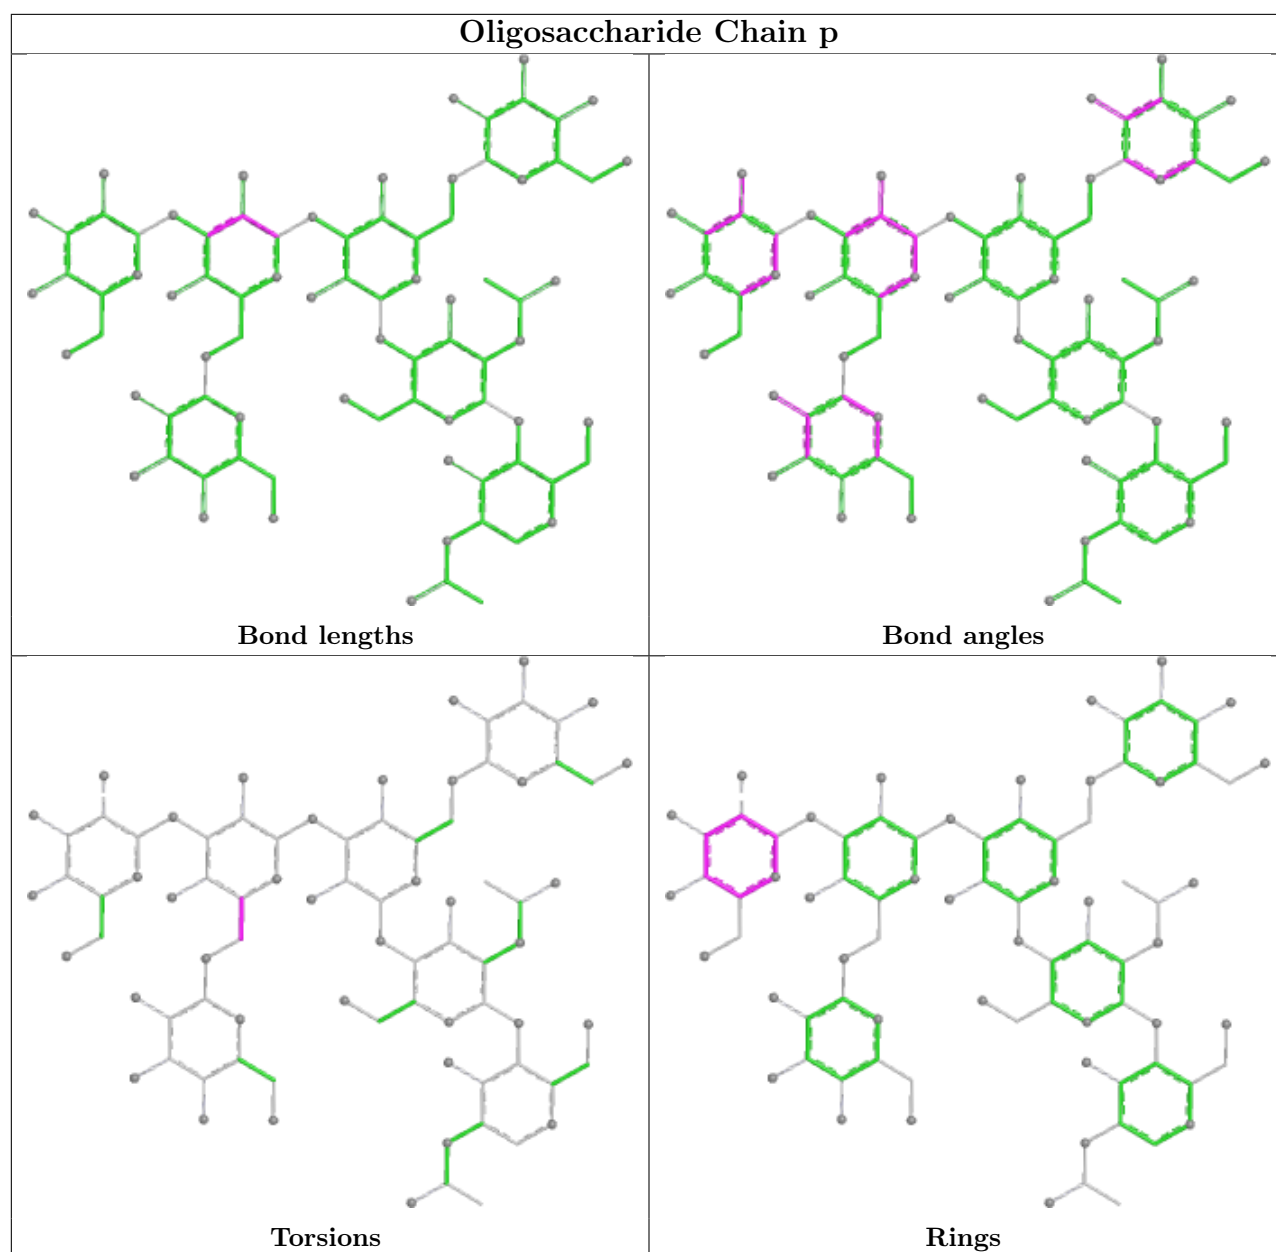 Oligosaccharide Chain p
Bond lengths
Bond angles
Torsions
Rings